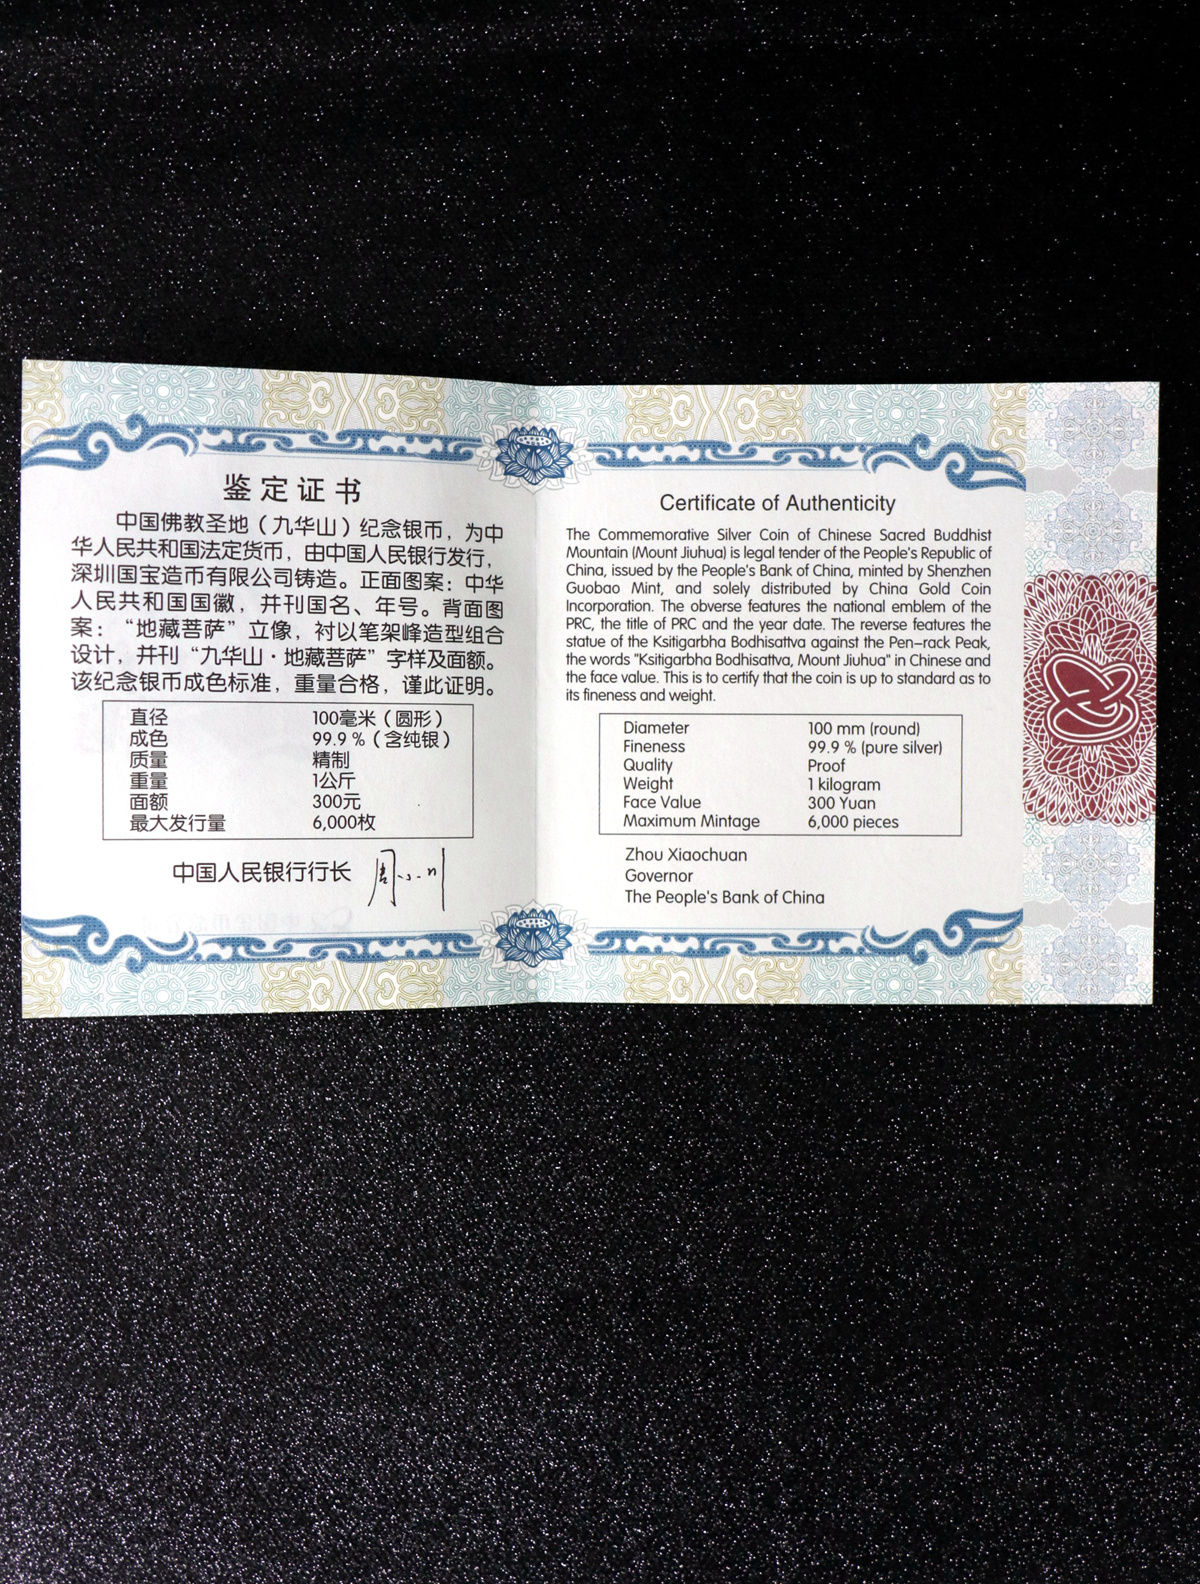 鉴定证书
中国佛教圣地（九华山）纪念银币，为中
华人民共和国法定货币，由中国人民银行发行，
深圳国宝造币有限公司铸造。正面图案：中华
人民共和国国徽，并刊国名、年号。背面图
案：“地藏菩萨”立像，衬以笔架峰造型组合
设计，并刊“九华山·地藏菩萨”字样及面额。
该纪念银币成色标准，重量合格，谨此证明。
直径 100毫米（圆形）
成色 99.9％（含纯银）
质量 精制
重量 1公斤
面额 300元
最大发行量 6,000枚
中国人民银行行长 周小川
Certificate of Authenticity
The Commemorative Silver Coin of Chinese Sacred Buddhist
Mountain (Mount Jiuhua) is legal tender of the People's Republic of
China, issued by the People's Bank of China, minted by Shenzhen
Guobao Mint, and solely distributed by China Gold Coin
Incorporation. The obverse features the national emblem of the
PRC, the title of PRC and the year date. The reverse features the
statue of the Ksitigarbha Bodhisattva against the Pen-rack Peak,
the words "Ksitigarbha Bodhisattva, Mount Jiuhua" in Chinese and
the face value. This is to certify that the coin is up to standard as to
its fineness and weight.
Diameter 100 mm (round)
Fineness 99.9 % (pure silver)
Quality Proof
Weight 1 kilogram
Face Value 300 Yuan
Maximum Mintage 6,000 pieces
Zhou Xiaochuan
Governor
The People's Bank of China